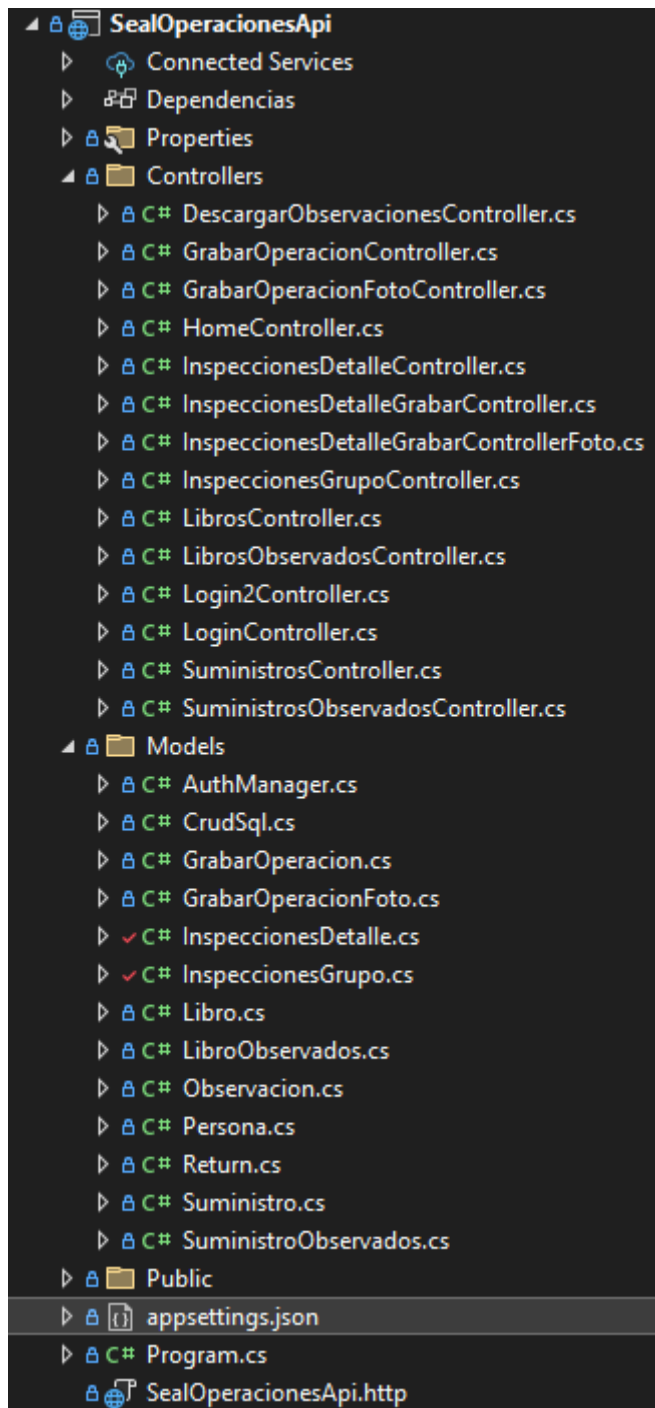 SealOperacionesApi
Connected Services
Dependencias
Properties
Controllers
C# DescargarObservacionesController.cs
C# GrabarOperacionController.cs
C# GrabarOperacionFotoController.cs
C# HomeController.cs
C# InspeccionesDetalleController.cs
C# InspeccionesDetalleGrabarController.cs
C# InspeccionesDetalleGrabarControllerFoto.cs
C# InspeccionesGrupoController.cs
C# LibrosController.cs
C# LibrosObservadosController.cs
C# Login2Controller.cs
C# LoginController.cs
C# SuministrosController.cs
C# SuministrosObservadosController.cs
Models
C# AuthManager.cs
C# CrudSql.cs
C# GrabarOperacion.cs
C# GrabarOperacionFoto.cs
C# InspeccionesDetalle.cs
C# InspeccionesGrupo.cs
C# Libro.cs
C# LibroObservados.cs
C# Observacion.cs
C# Persona.cs
C# Return.cs
C# Suministro.cs
C# SuministroObservados.cs
Public
appsettings.json
C# Program.cs
SealOperacionesApi.http